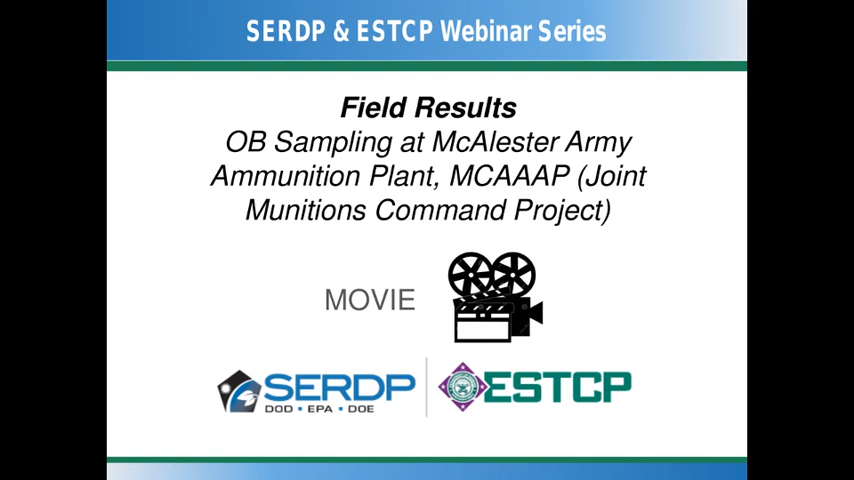 SERDP & ESTCP Webinar Series
Field Results
OB Sampling at McAlester Army
Ammunition Plant, MCAAAP (Joint
Munitions Command Project)
MOVIE
SERDP
DOD • EPA • DOE
ESTCP